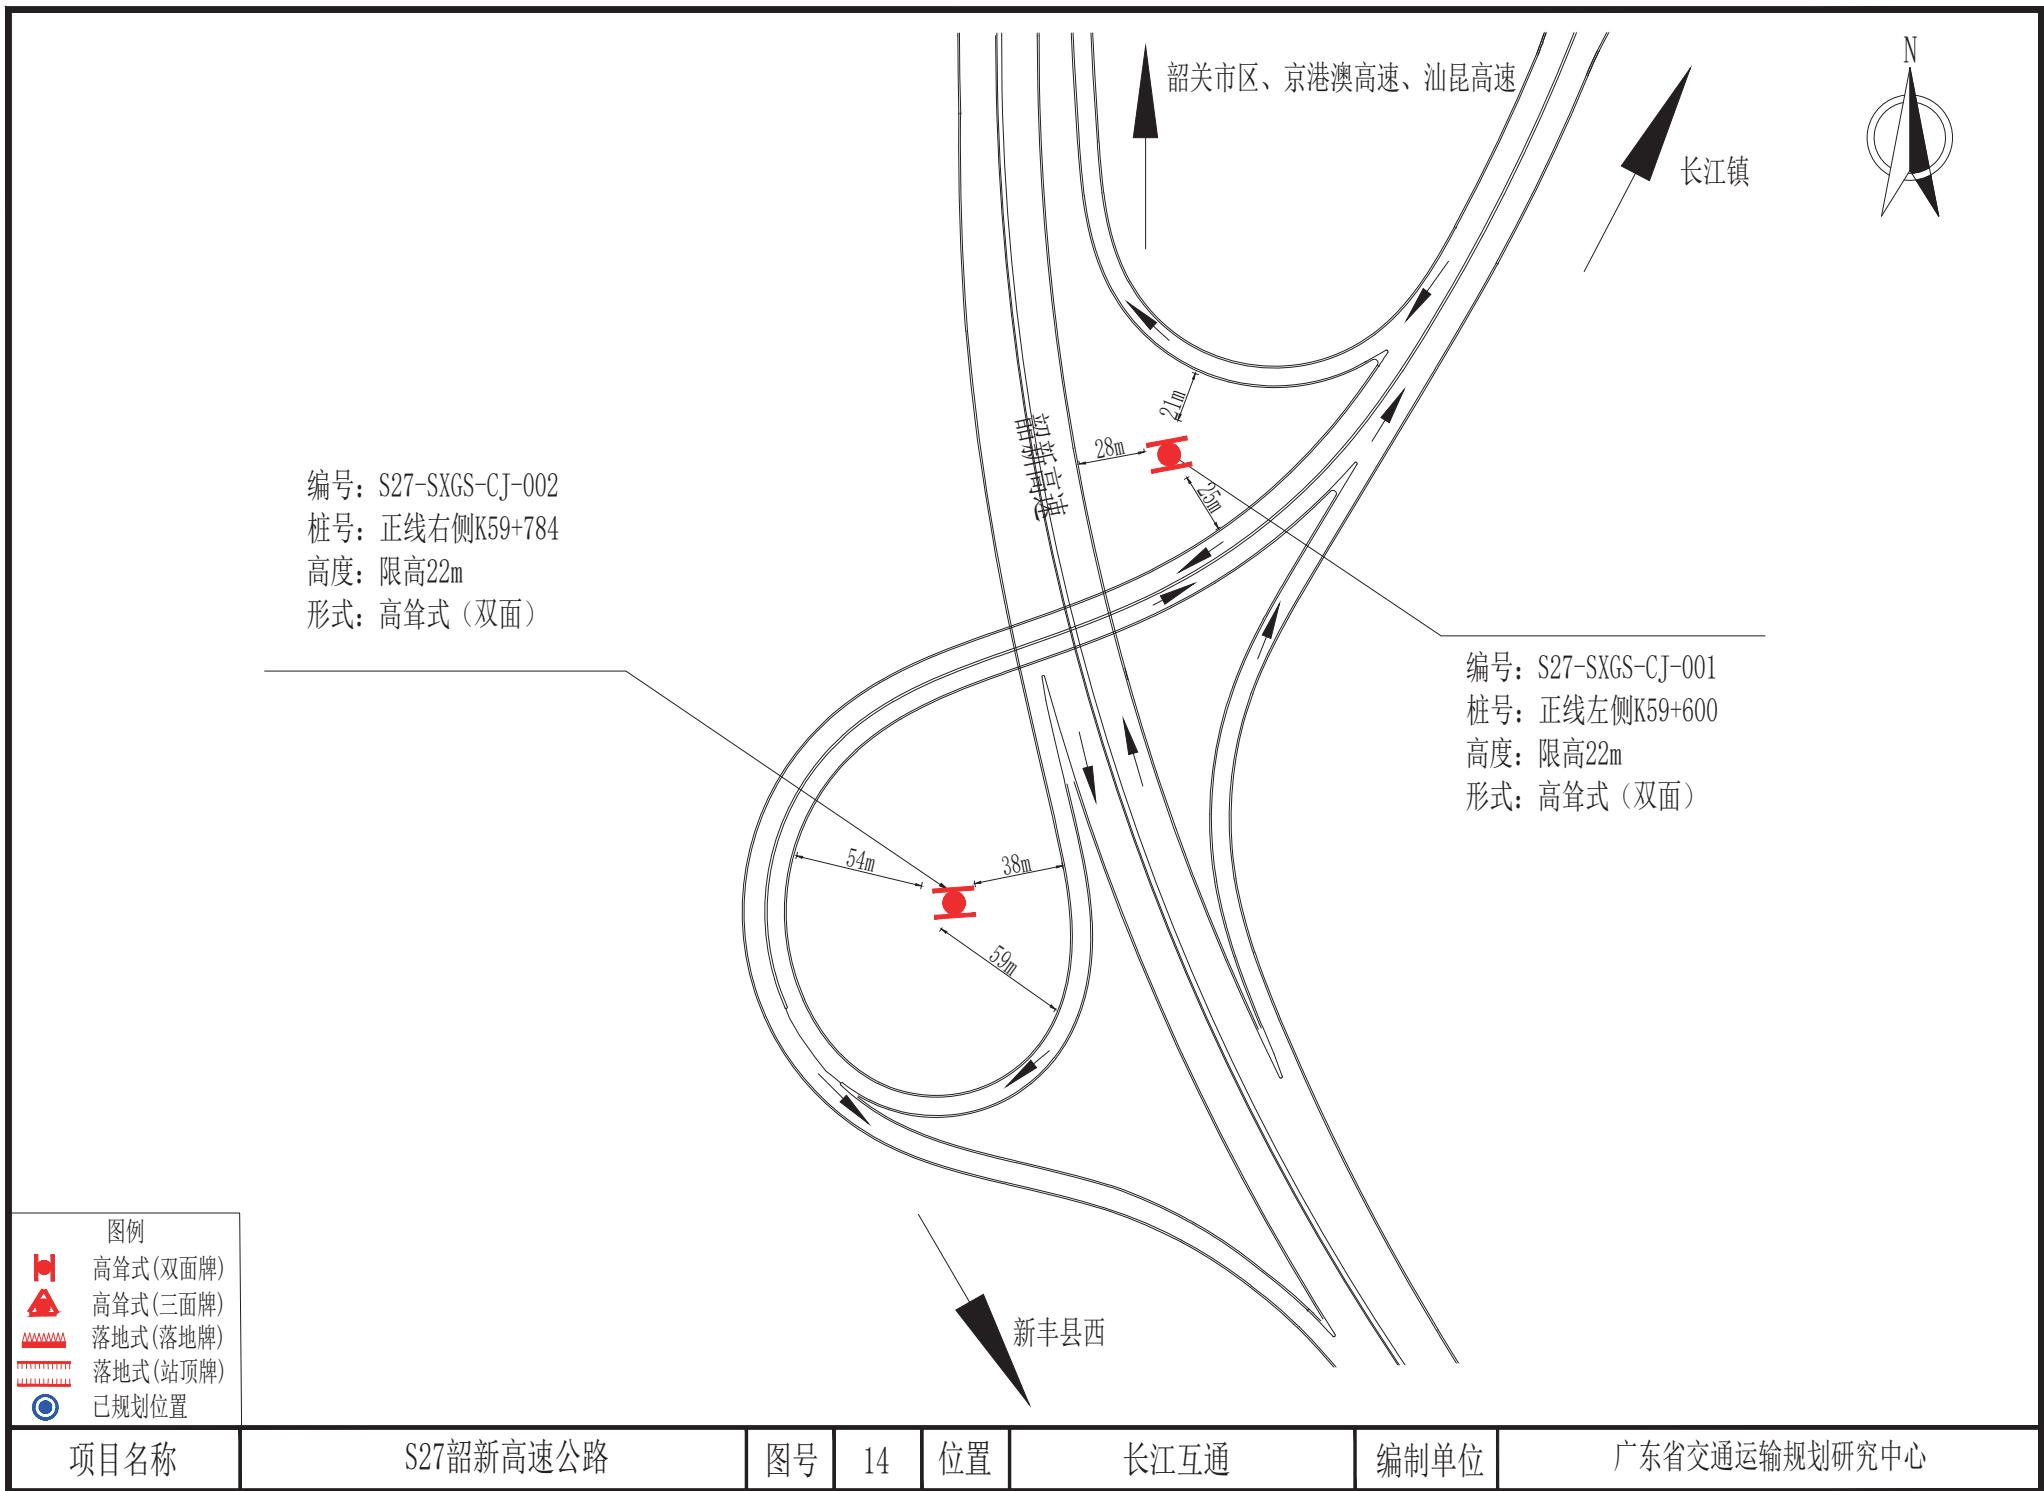 韶关市区、京港澳高速、汕昆高速
N
长江镇
21m
28m
韶新高速
25m
编号：S27-SXGS-CJ-002
桩号：正线右侧K59+784
高度：限高22m
形式：高耸式（双面）
编号：S27-SXGS-CJ-001
桩号：正线左侧K59+600
高度：限高22m
形式：高耸式（双面）
54m
38m
59m
新丰县西
图例
高耸式(双面牌)
高耸式(三面牌)
落地式(落地牌)
落地式(站顶牌)
已规划位置
项目名称 S27韶新高速公路 图号 14 位置 长江互通 编制单位 广东省交通运输规划研究中心